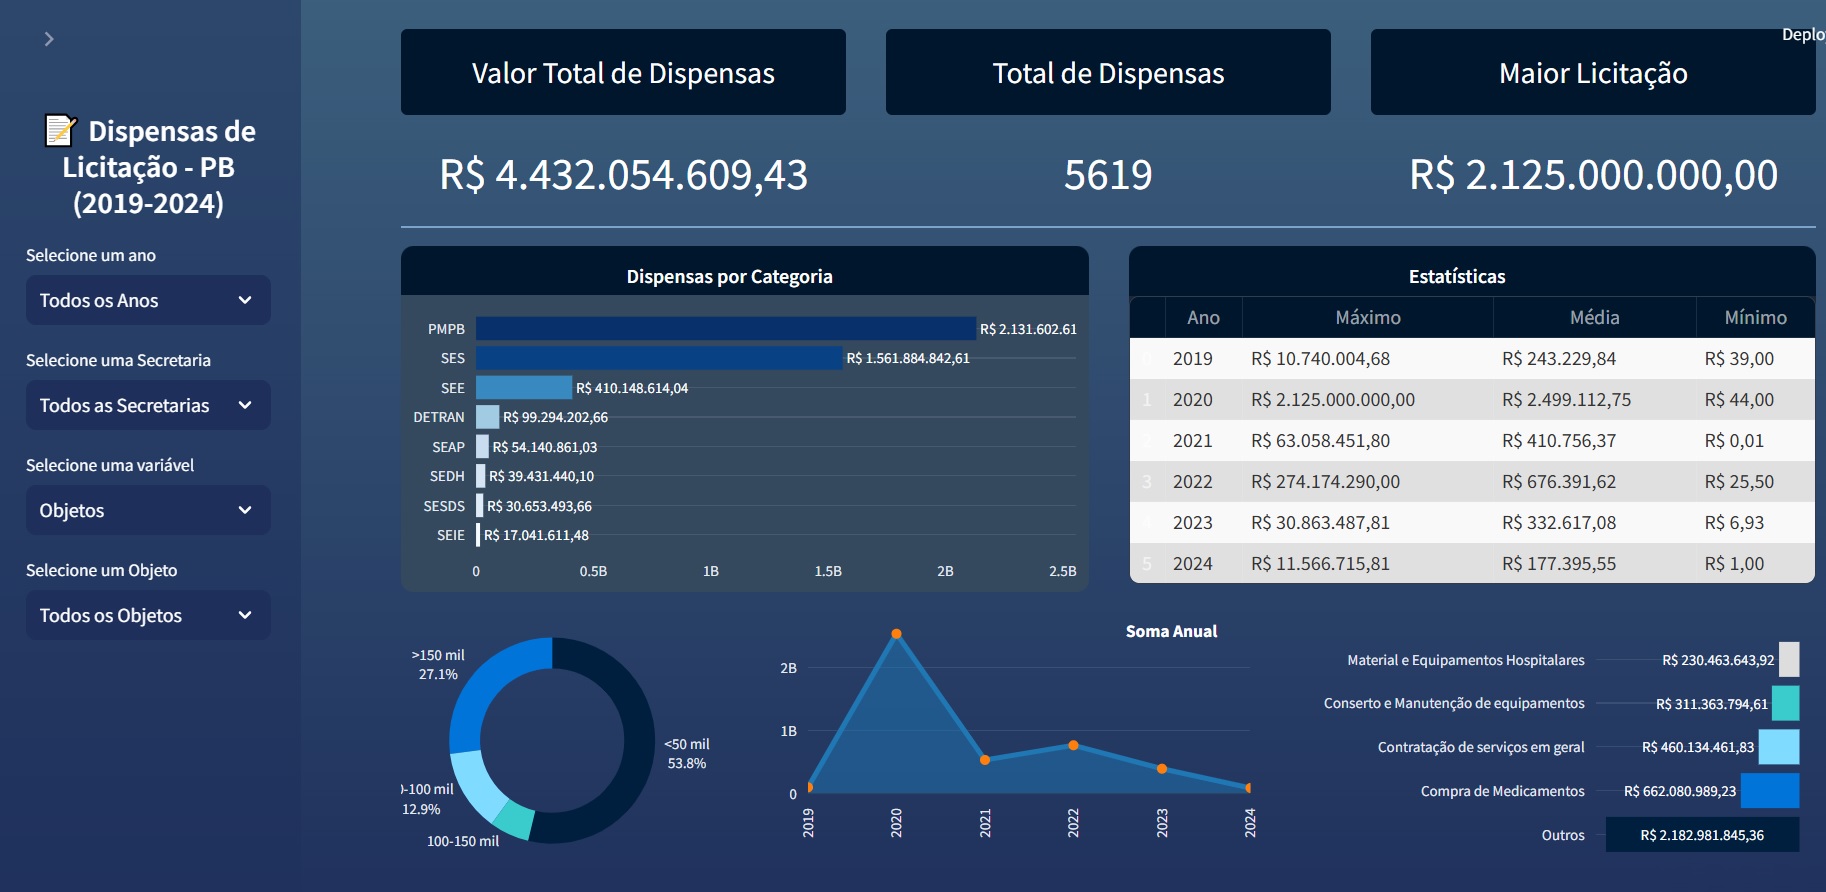 Deplo
📝 Dispensas de
Licitação - PB
(2019-2024)
Selecione um ano
Todos os Anos
Selecione uma Secretaria
Todos as Secretarias
Selecione uma variável
Objetos
Selecione um Objeto
Todos os Objetos
Valor Total de Dispensas
R$ 4.432.054.609,43
Total de Dispensas
5619
Maior Licitação
R$ 2.125.000.000,00
Dispensas por Categoria
PMPB R$ 2.131.602.61
SES R$ 1.561.884.842,61
SEE R$ 410.148.614,04
DETRAN R$ 99.294.202,66
SEAP R$ 54.140.861,03
SEDH R$ 39.431.440,10
SESDS R$ 30.653.493,66
SEIE R$ 17.041.611,48
0 0.5B 1B 1.5B 2B 2.5B
Estatísticas
Ano Máximo Média Mínimo
2019 R$ 10.740.004,68 R$ 243.229,84 R$ 39,00
1 2020 R$ 2.125.000.000,00 R$ 2.499.112,75 R$ 44,00
2021 R$ 63.058.451,80 R$ 410.756,37 R$ 0,01
3 2022 R$ 274.174.290,00 R$ 676.391,62 R$ 25,50
2023 R$ 30.863.487,81 R$ 332.617,08 R$ 6,93
5 2024 R$ 11.566.715,81 R$ 177.395,55 R$ 1,00
>150 mil
27.1%
<50 mil
53.8%
0-100 mil
12.9%
100-150 mil
Soma Anual
2B
1B
0
2019 2020 2021 2022 2023 2024
Material e Equipamentos Hospitalares R$ 230.463.643,92
Conserto e Manutenção de equipamentos R$ 311.363.794,61
Contratação de serviços em geral R$ 460.134.461,83
Compra de Medicamentos R$ 662.080.989,23
Outros R$ 2.182.981.845,36